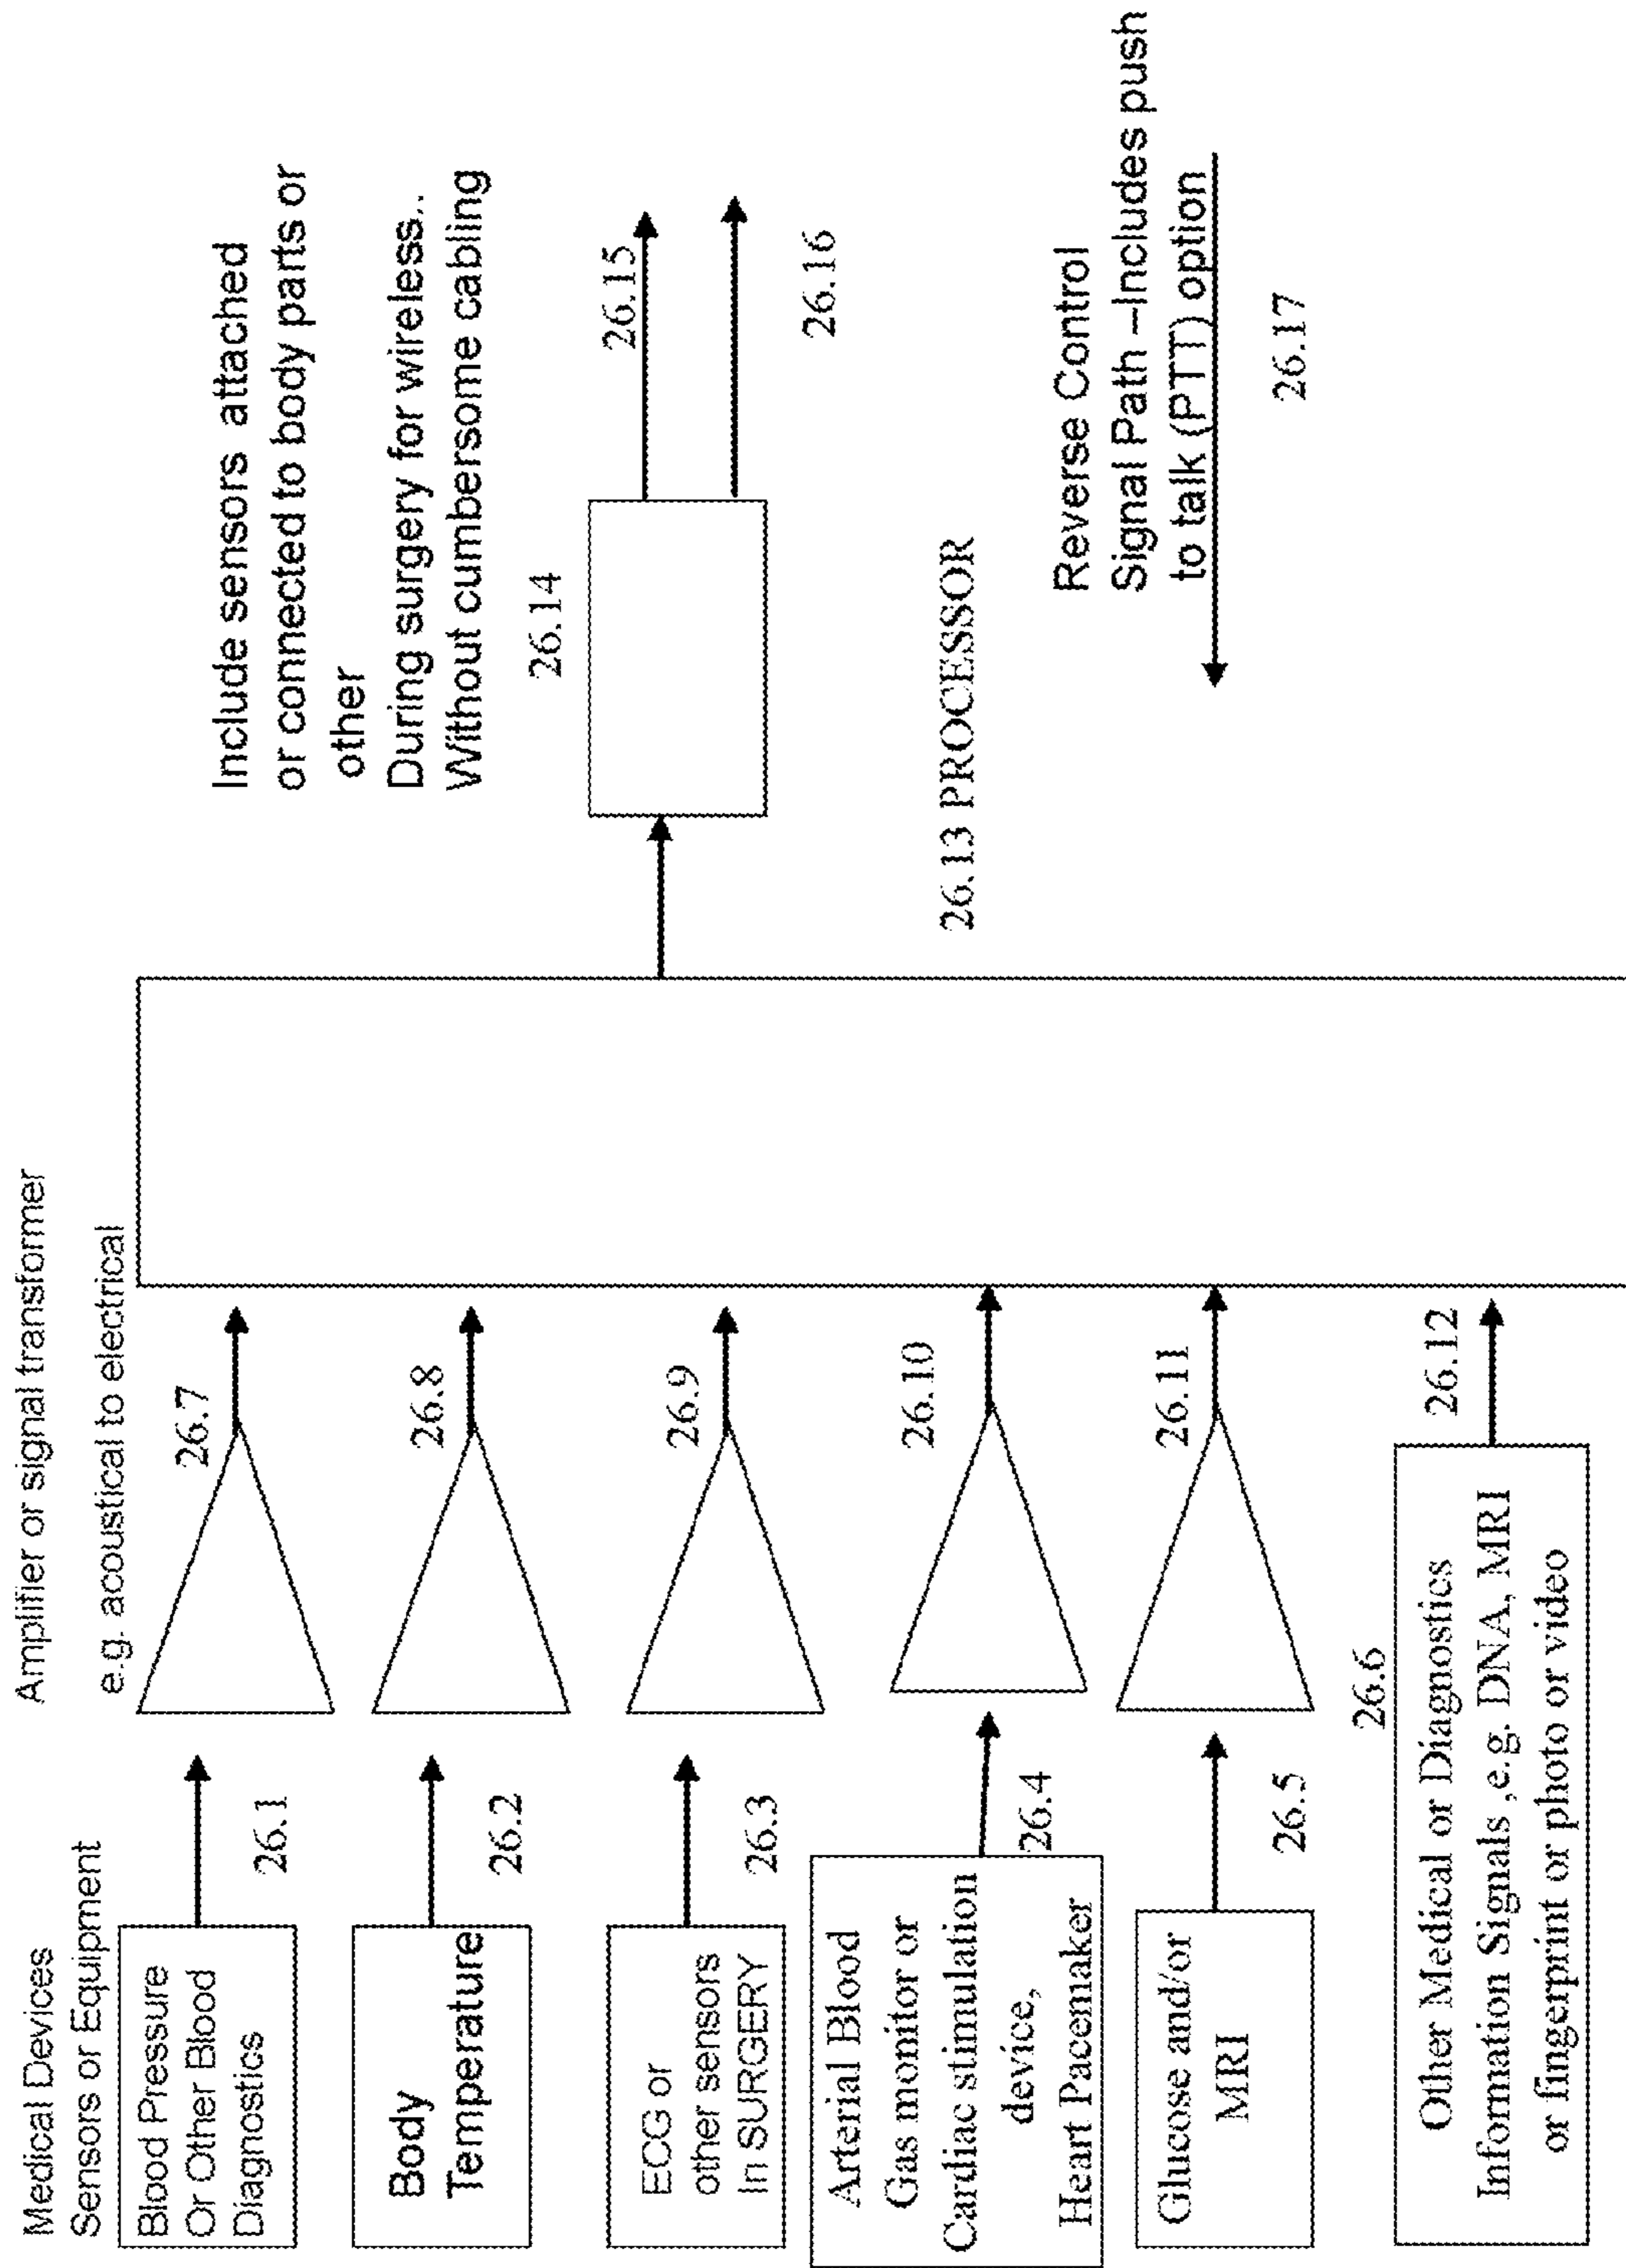 Medical Devices
Sensors or Equipment
Amplifier or signal transformer
e.g. acoustical to electrical
Blood Pressure
Or Other Blood
Diagnostics
26.1
26.7
Body
Temperature
26.2
26.8
ECG or
other sensors
In SURGERY
26.3
26.9
Arterial Blood
Gas monitor or
Cardiac stimulation
device,
Heart Pacemaker
26.4
26.10
Glucose and/or
MRI
26.5
26.11
26.6
Other Medical or Diagnostics
Information Signals ,e.g. DNA, MRI
or fingerprint or photo or video
26.12
Include sensors attached
or connected to body parts or
other
During surgery for wireless..
Without cumbersome cabling
26.14
26.15
26.16
26.13 PROCESSOR
Reverse Control
Signal Path –Includes push
to talk (PTT) option
26.17